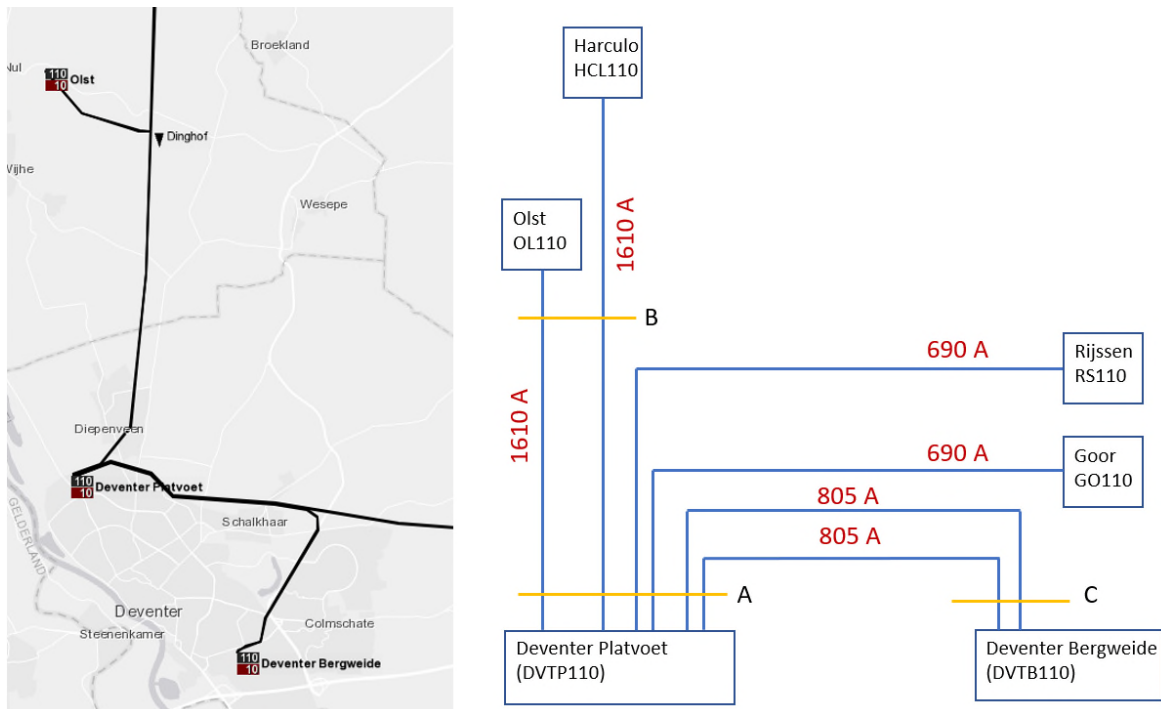 Broekland
Nul
110
10
Olst
Dinghof
Wijhe
Wesepe
Diepenveen
110
10
Deventer Platvoet
GELDERLAND
Schalkhaar
Deventer
Colmschate
Steenenkamer
110
10
Deventer Bergweide
Harculo
HCL110
Olst
OL110
1610 A
B
690 A
Rijssen
RS110
1610 A
690 A
Goor
GO110
805 A
805 A
A
C
Deventer Platvoet
(DVTP110)
Deventer Bergweide
(DVTB110)